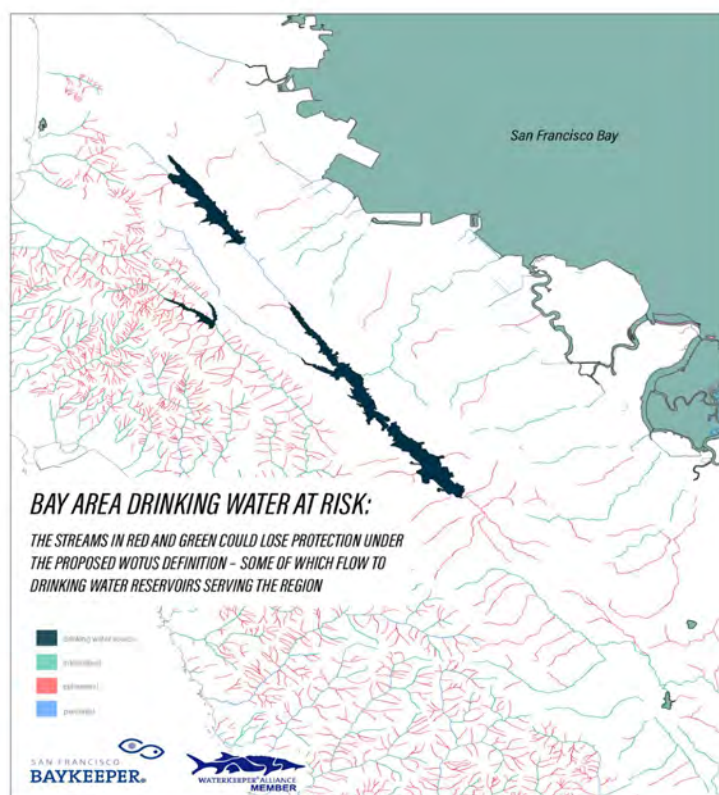 San Francisco Bay
BAY AREA DRINKING WATER AT RISK:
THE STREAMS IN RED AND GREEN COULD LOSE PROTECTION UNDER
THE PROPOSED WOTUS DEFINITION – SOME OF WHICH FLOW TO
DRINKING WATER RESERVOIRS SERVING THE REGION
drinking water
SAN FRANCISCO
BAYKEEPER®
WATERKEEPER® ALLIANCE
MEMBER